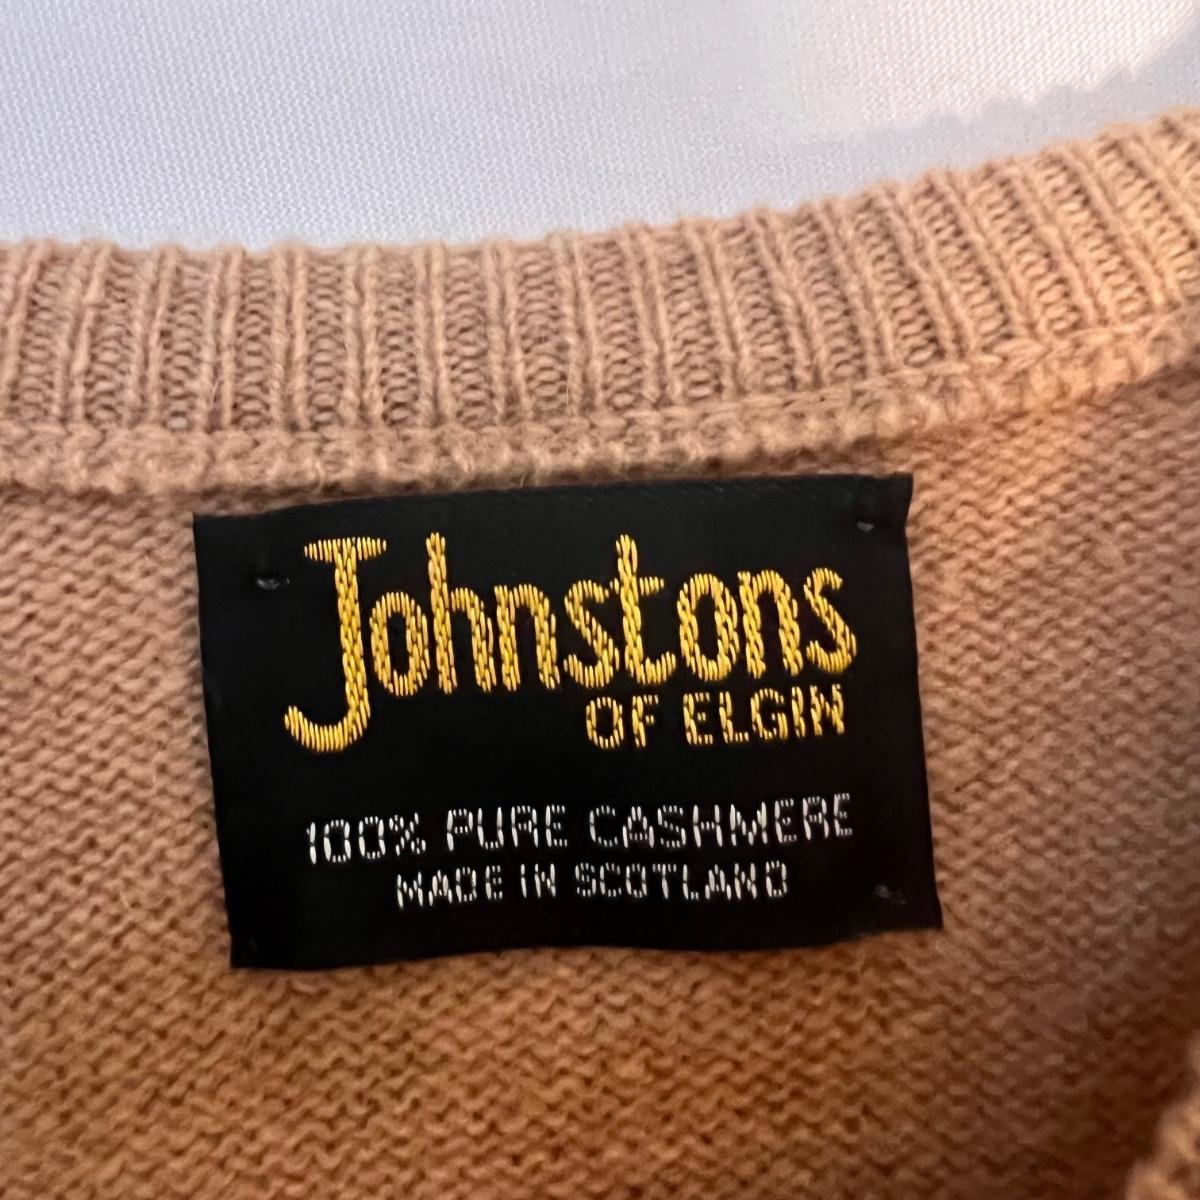 Johnstons
OF ELGIN
100% PURE CASHMERE
MADE IN SCOTLAND